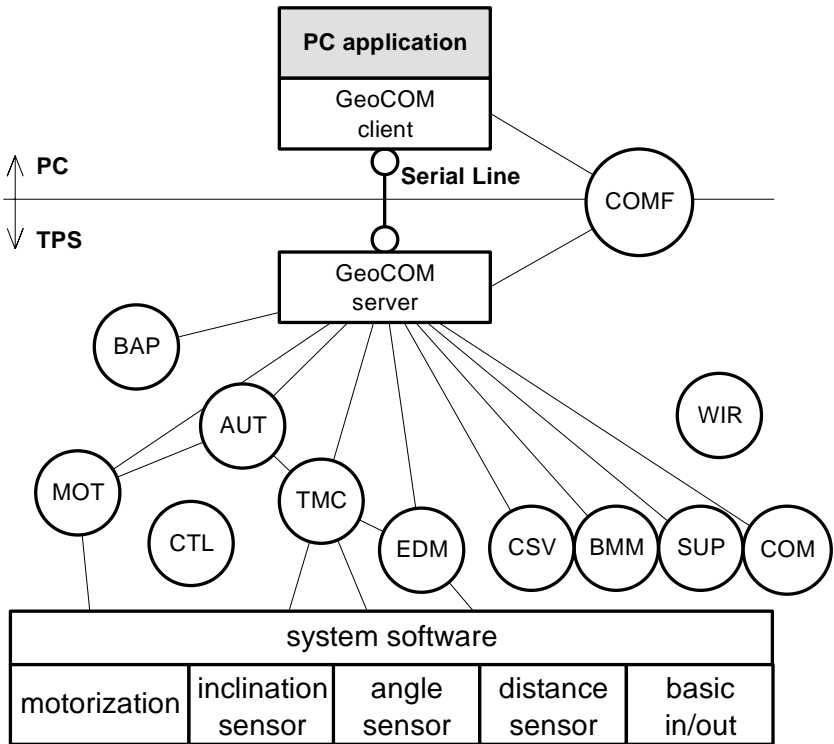 PC application
GeoCOM
client
PC
Serial Line
COMF
TPS
GeoCOM
server
BAP
AUT
WIR
MOT
TMC
CTL
EDM
CSV
BMM
SUP
COM
system software
motorization
inclination
sensor
angle
sensor
distance
sensor
basic
in/out